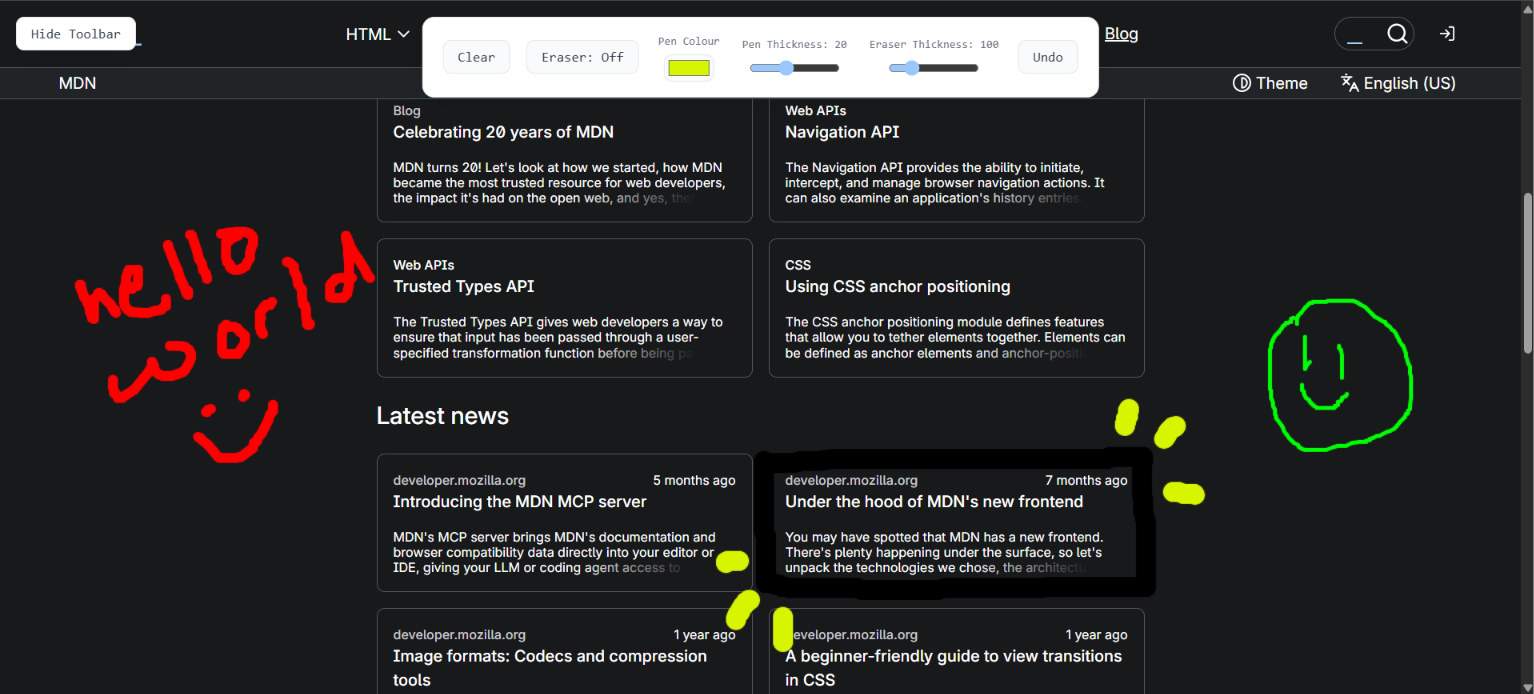 Hide Toolbar
HTML
Clear
Eraser: Off
Pen Colour
Pen Thickness: 20
Eraser Thickness: 100
Undo
Blog
MDN
Theme
English (US)
Blog
Celebrating 20 years of MDN
MDN turns 20! Let's look at how we started, how MDN
became the most trusted resource for web developers,
the impact it's had on the open web, and yes, the
Web APIs
Navigation API
The Navigation API provides the ability to initiate,
intercept, and manage browser navigation actions. It
can also examine an application's history entries
hello
world
Web APIs
Trusted Types API
The Trusted Types API gives web developers a way to
ensure that input has been passed through a user-
specified transformation function before being
CSS
Using CSS anchor positioning
The CSS anchor positioning module defines features
that allow you to tether elements together. Elements can
be defined as anchor elements and
Latest news
developer.mozilla.org
5 months ago
Introducing the MDN MCP server
MDN's MCP server brings MDN's documentation and
browser compatibility data directly into your editor or
IDE, giving your LLM or coding agent access to
developer.mozilla.org
7 months ago
Under the hood of MDN's new frontend
You may have spotted that MDN has a new frontend.
There's plenty happening under the surface, so let's
unpack the technologies we chose, the
developer.mozilla.org
1 year ago
Image formats: Codecs and compression
tools
eveloper.mozilla.org
1 year ago
A beginner-friendly guide to view transitions
in CSS